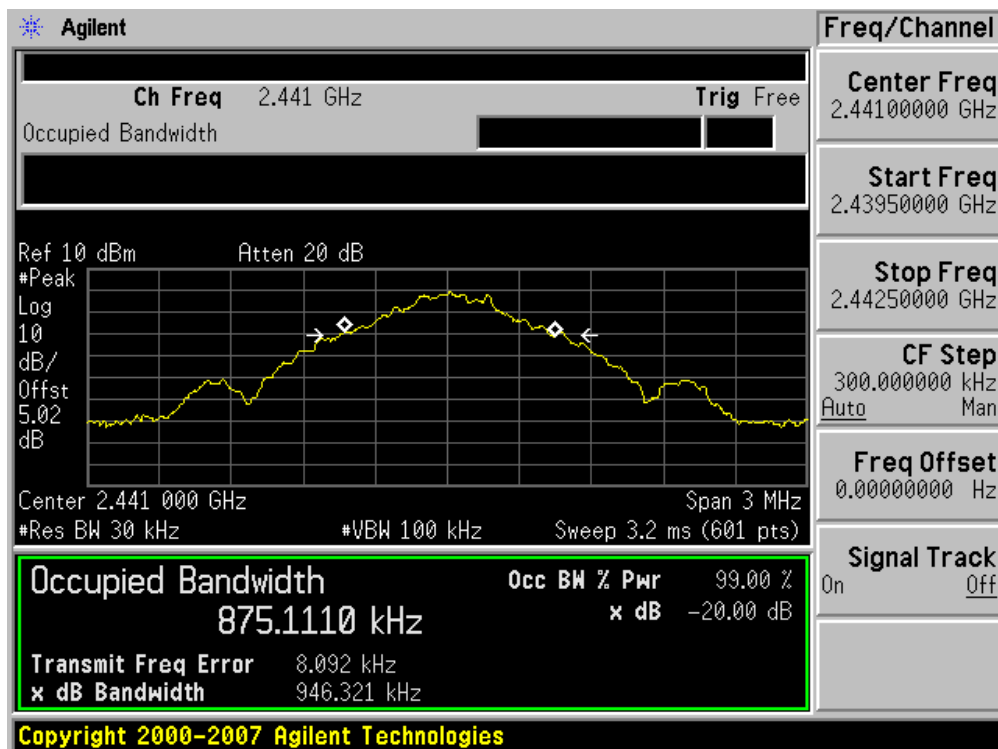 Agilent
Freq/Channel
Ch Freq 2.441 GHz Trig Free
Occupied Bandwidth
Center Freq
2.44100000 GHz
Start Freq
2.43950000 GHz
Stop Freq
2.44250000 GHz
CF Step
300.000000 kHz
Auto Man
Freq Offset
0.00000000 Hz
Signal Track
On Off
Ref 10 dBm Atten 20 dB
#Peak
Log
10
dB/
Offst
5.02
dB
Center 2.441 000 GHz Span 3 MHz
#Res BW 30 kHz #VBW 100 kHz Sweep 3.2 ms (601 pts)
Occupied Bandwidth Occ BW % Pwr 99.00 %
875.1110 kHz x dB -20.00 dB
Transmit Freq Error 8.092 kHz
x dB Bandwidth 946.321 kHz
Copyright 2000-2007 Agilent Technologies